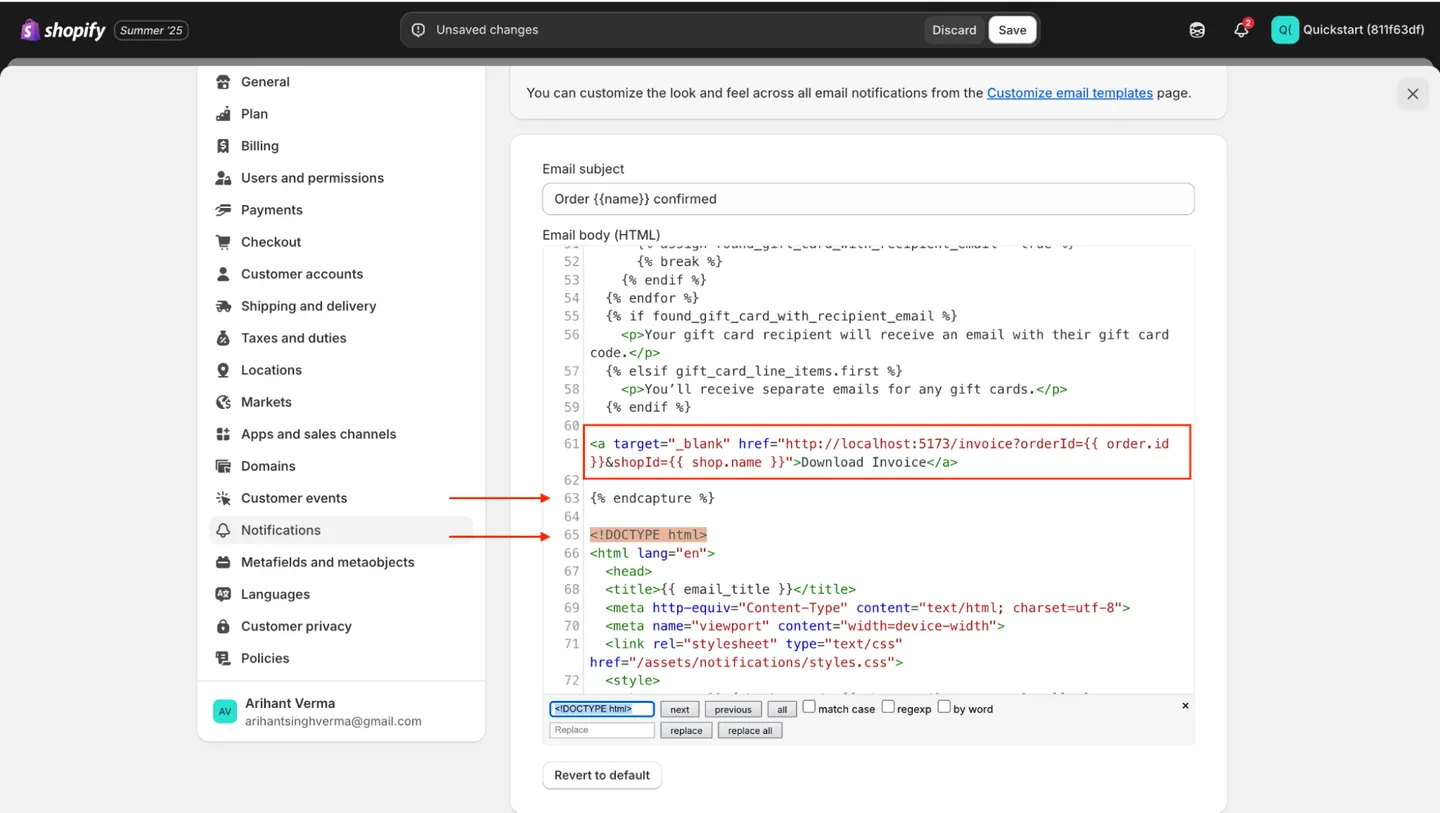 shopify Summer '25
Unsaved changes
Discard
Save
2
Q(
Quickstart (811f63df)
General
Plan
Billing
Users and permissions
Payments
Checkout
Customer accounts
Shipping and delivery
Taxes and duties
Locations
Markets
Apps and sales channels
Domains
Customer events
Notifications
Metafields and metaobjects
Languages
Customer privacy
Policies
AV
Arihant Verma
arihantsinghverma@gmail.com
You can customize the look and feel across all email notifications from the Customize email templates page.
Email subject
Order {{name}} confirmed
Email body (HTML)
51 {% assign found_gift_card_with_recipient_email = true %}
52 {% break %}
53 {% endif %}
54 {% endfor %}
55 {% if found_gift_card_with_recipient_email %}
56 <p>Your gift card recipient will receive an email with their gift card
code.</p>
57 {% elsif gift_card_line_items.first %}
58 <p>You’ll receive separate emails for any gift cards.</p>
59 {% endif %}
60
61 <a target="_blank" href="http://localhost:5173/invoice?orderId={{ order.id
}}&shopId={{ shop.name }}">Download Invoice</a>
62
63 {% endcapture %}
64
65 <!DOCTYPE html>
66 <html lang="en">
67 <head>
68 <title>{{ email_title }}</title>
69 <meta http-equiv="Content-Type" content="text/html; charset=utf-8">
70 <meta name="viewport" content="width=device-width">
71 <link rel="stylesheet" type="text/css"
href="/assets/notifications/styles.css">
72 <style>
<!DOCTYPE html> next previous all match case regexp by word ×
Replace replace replace all
Revert to default